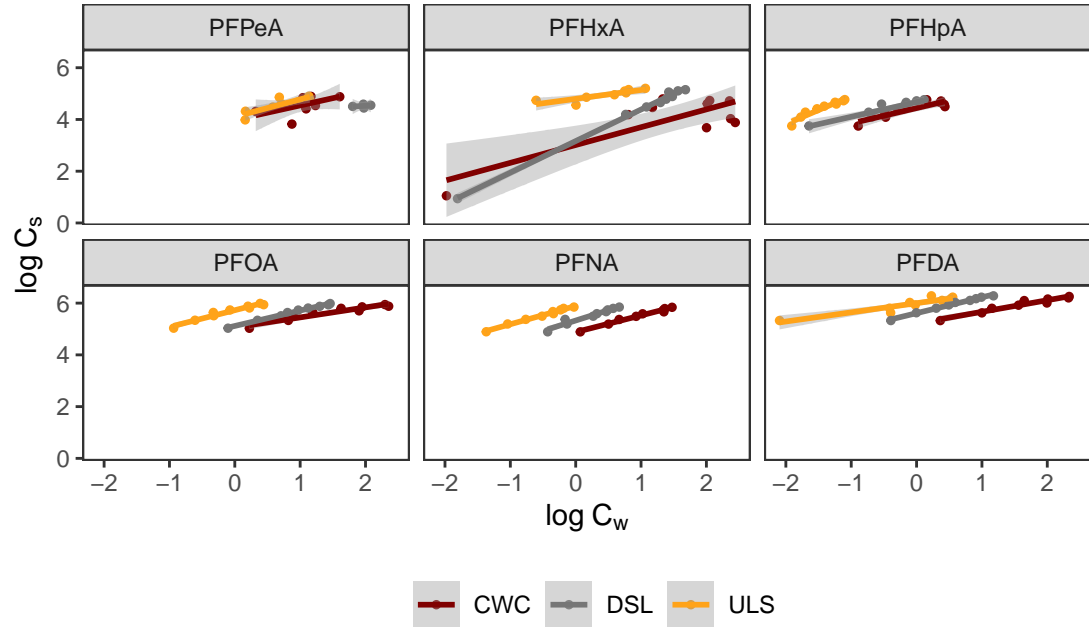 PFPeA PFHxA PFHpA
6
4
2
0
PFOA PFNA PFDA
6
4
2
0
−2 −1 0 1 2 −2 −1 0 1 2 −2 −1 0 1 2
log Cs
log Cw
CWC DSL ULS